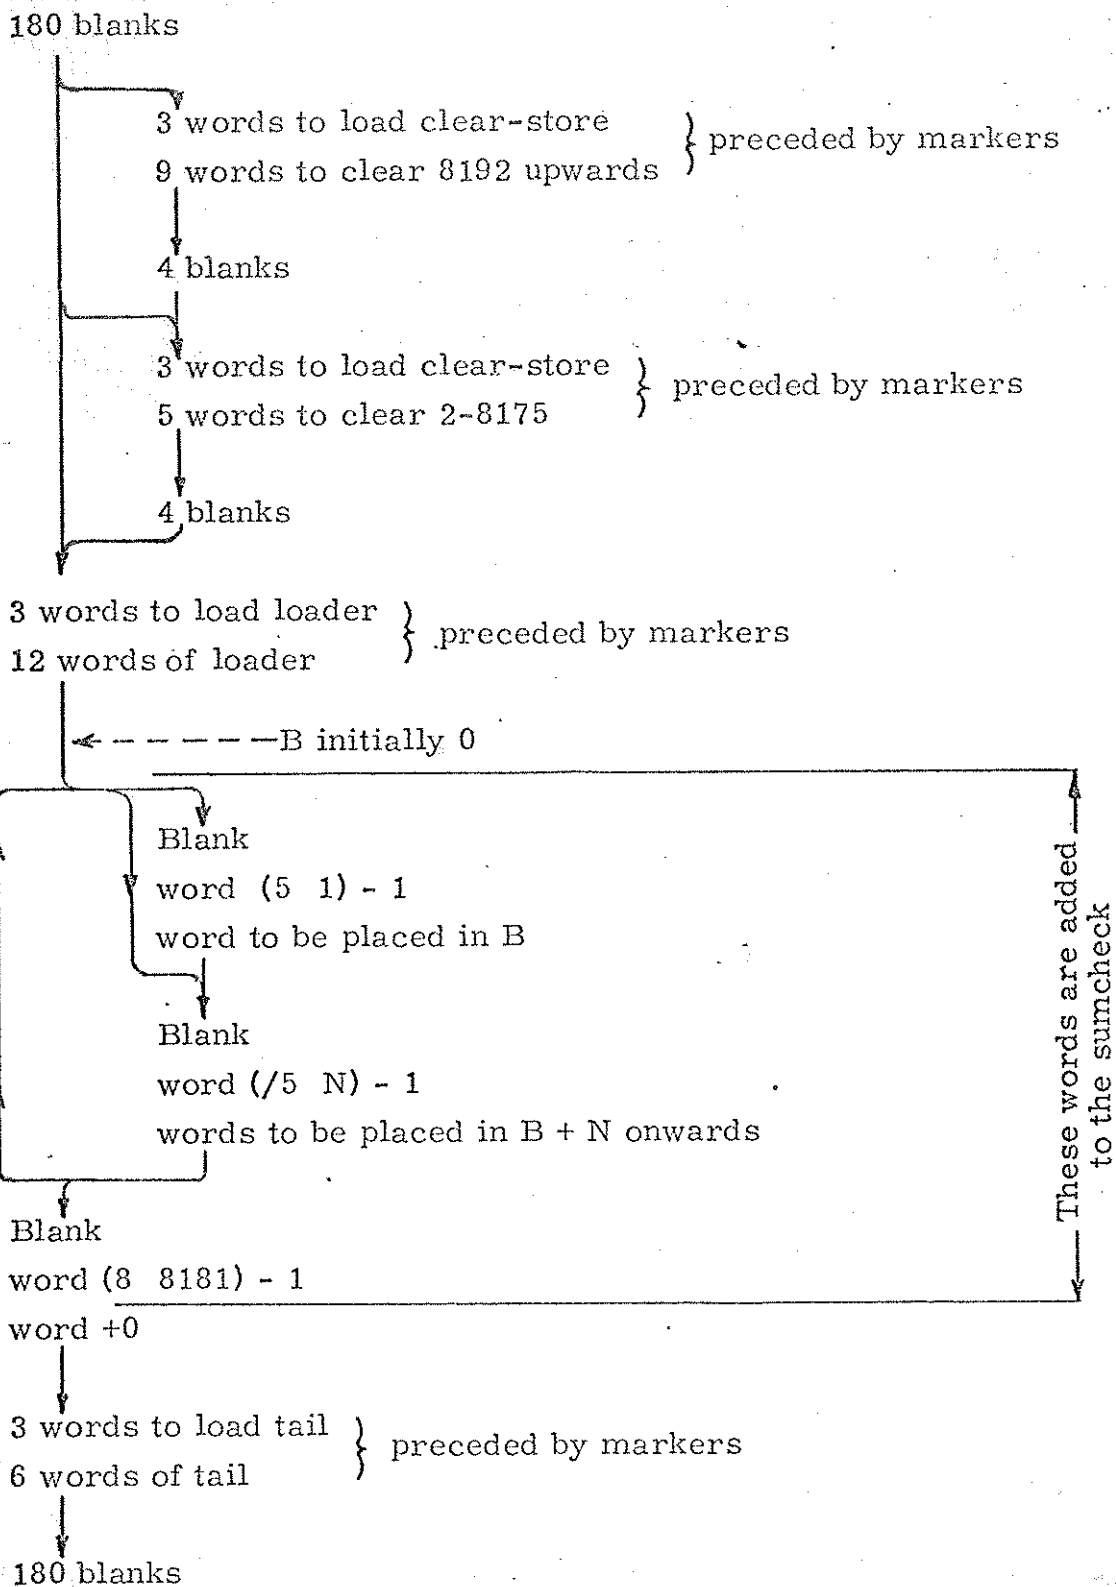 180 blanks
3 words to load clear-store
9 words to clear 8192 upwards
preceded by markers
4 blanks
3 words to load clear-store
5 words to clear 2-8175
preceded by markers
4 blanks
3 words to load loader
12 words of loader
preceded by markers
B initially 0
Blank
word (5 1) - 1
word to be placed in B
Blank
word (/5 N) - 1
words to be placed in B + N onwards
These words are added
to the sumcheck
Blank
word (8 8181) - 1
word +0
3 words to load tail
6 words of tail
preceded by markers
180 blanks